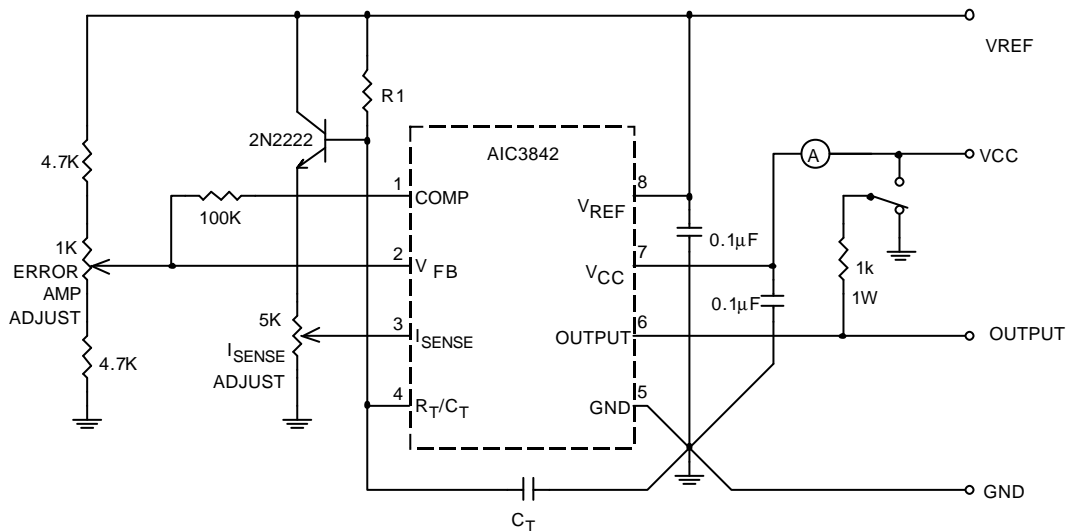 VREF
R1
2N2222
AIC3842
4.7K
A
VCC
1
COMP
8
VREF
100K
0.1μF
1K
ERROR
AMP
ADJUST
2
VFB
7
VCC
1k
1W
0.1μF
5K
ISENSE
ADJUST
3
ISENSE
OUTPUT
6
OUTPUT
4.7K
4
RT/CT
5
GND
GND
CT